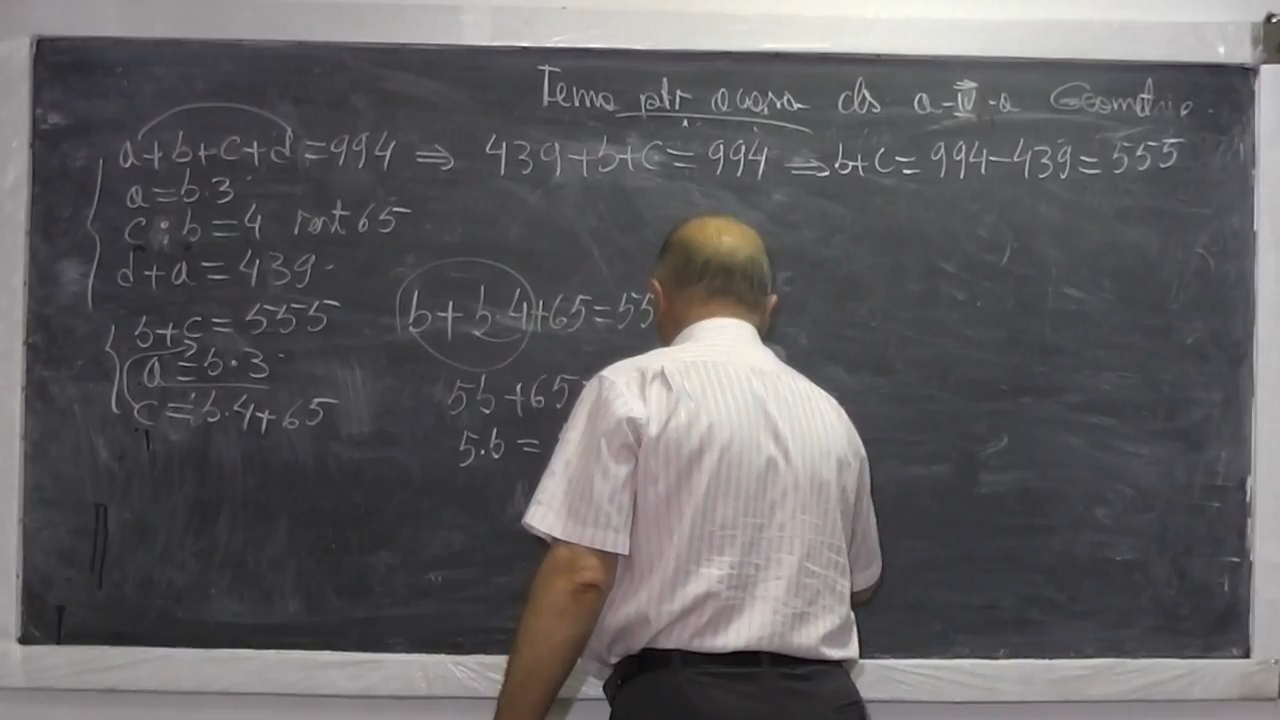 Tema ptr acasa cls a-IV-a Geometrie.
a+b+c+d=994 ⇒ 439+b+c=994 ⇒ b+c=994-439=555
a=b·3
c:b=4 rest 65
d+a=439
b+c=555
a=b·3
c=b·4+65
b+b·4+65=55
5b+65
5·b=